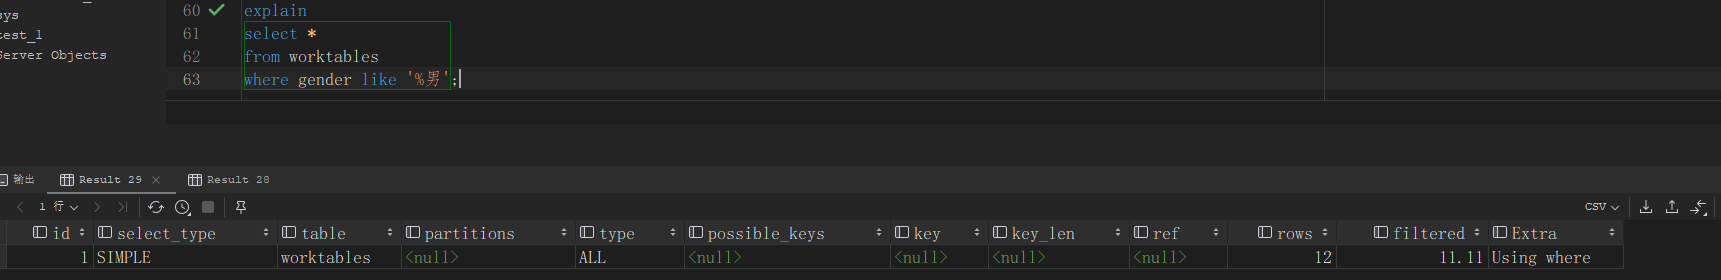 60 explain
sys
61 select *
test_1
62 from worktables
Server Objects
63 where gender like '%男';
输出 Result 29 Result 28
1 行 CSV
id select_type table partitions type possible_keys key key_len ref rows filtered Extra
1 SIMPLE worktables <null> ALL <null> <null> <null> <null> 12 11.11 Using where